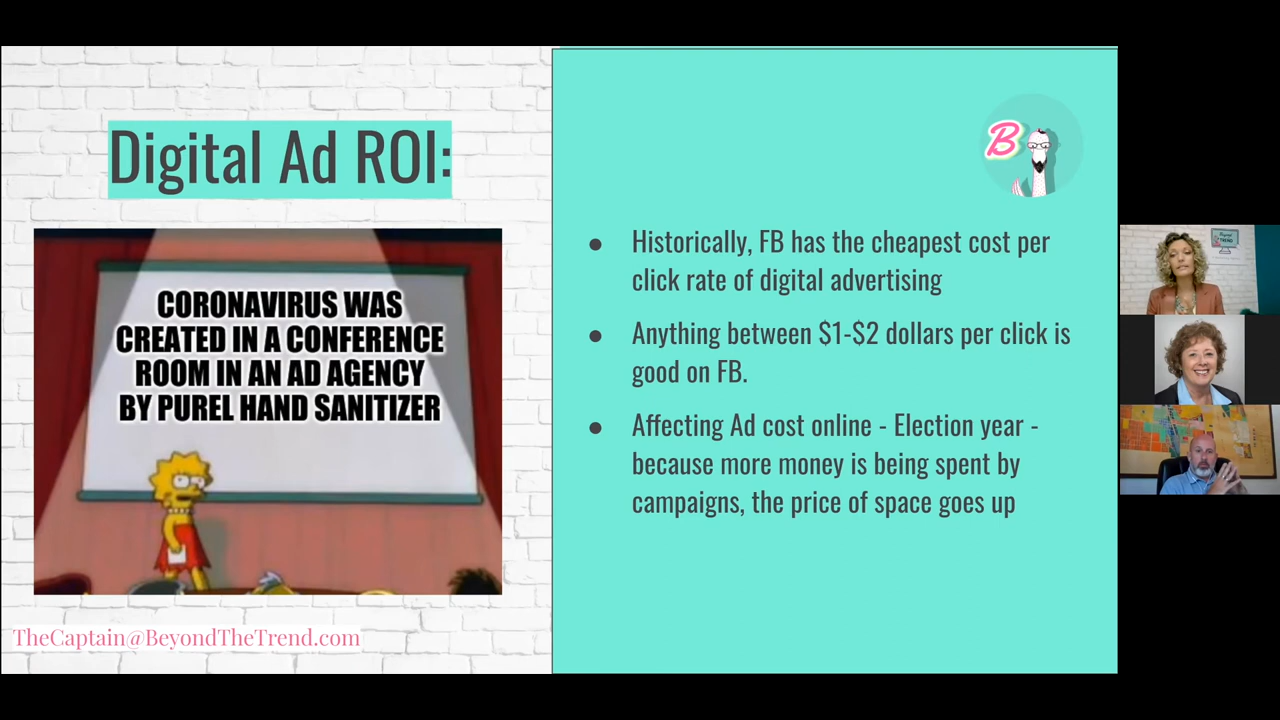 Digital Ad ROI:
CORONAVIRUS WAS
CREATED IN A CONFERENCE
ROOM IN AN AD AGENCY
BY PUREL HAND SANITIZER
TheCaptain@BeyondTheTrend.com
B
● Historically, FB has the cheapest cost per
click rate of digital advertising
● Anything between $1-$2 dollars per click is
good on FB.
● Affecting Ad cost online - Election year -
because more money is being spent by
campaigns, the price of space goes up